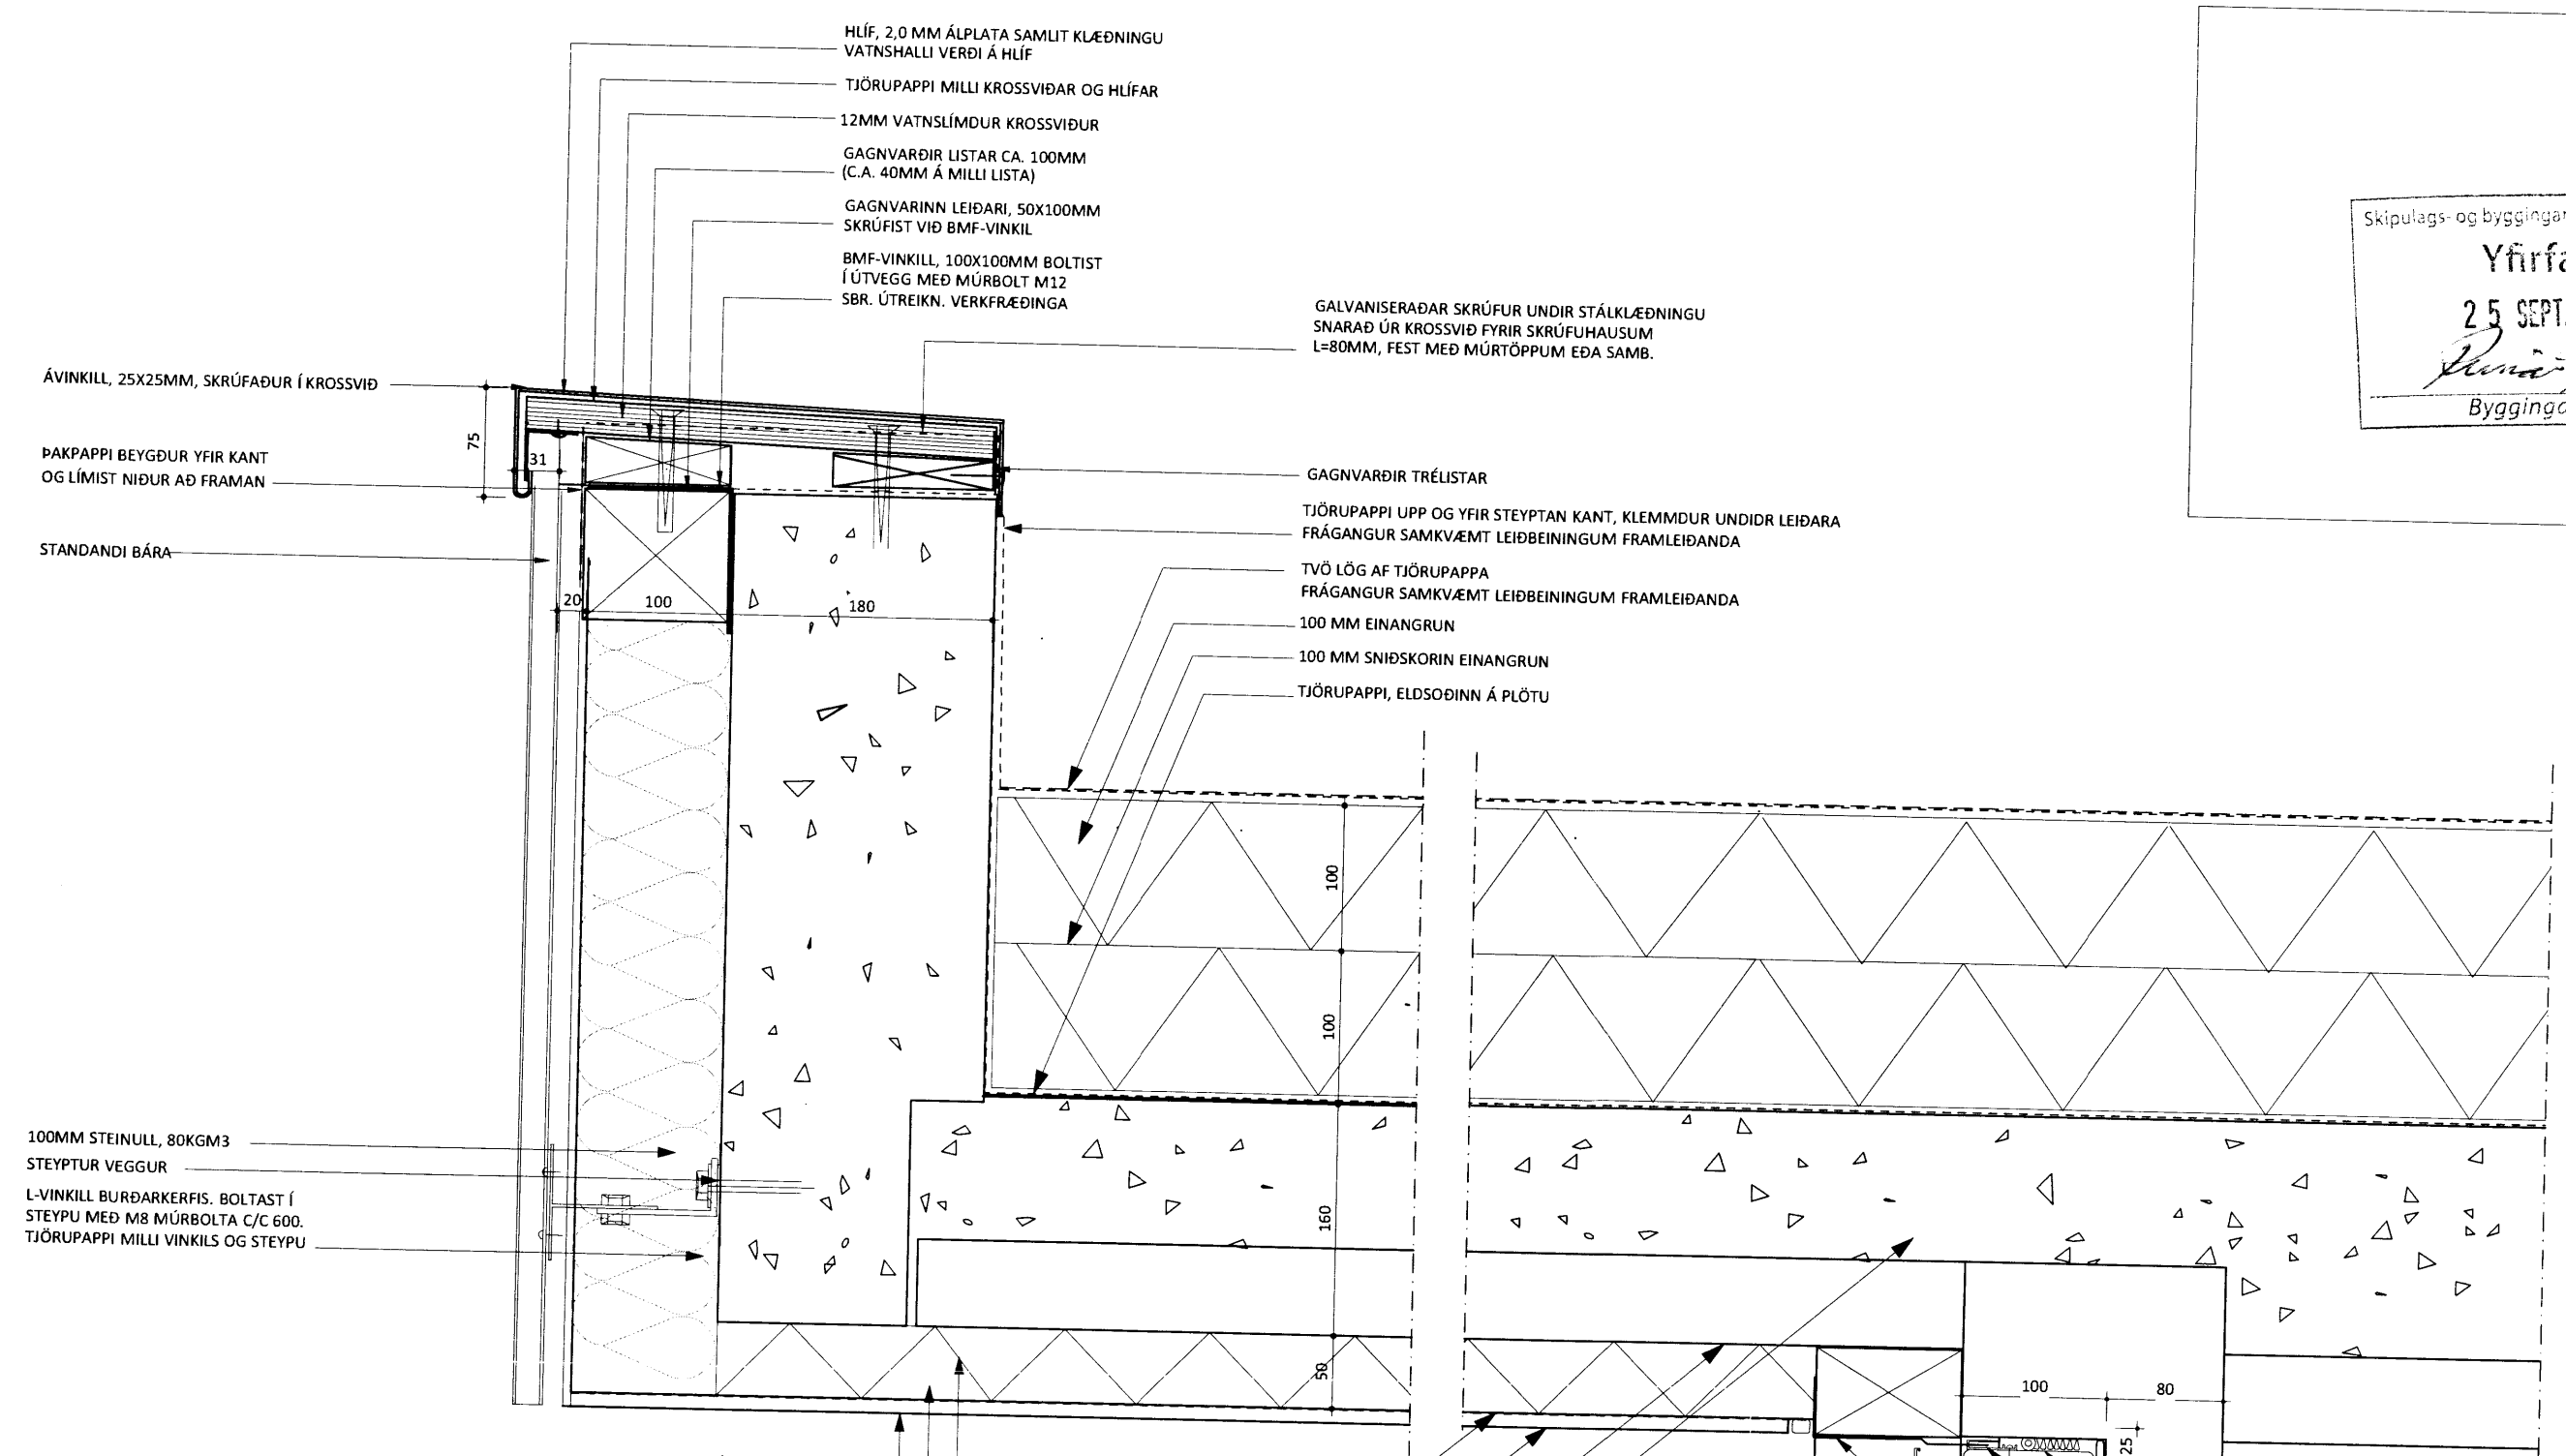 HLÍF, 2,0 MM ÁLPLATA SAMLIT KLÆÐNINGU
VATNSHALLI VERÐI Á HLÍF
TJÖRUPAPPI MILLI KROSSVIÐAR OG HLÍFAR
12MM VATNSLÍMDUR KROSSVIÐUR
GAGNVARÐIR LISTAR CA. 100MM
(C.A. 40MM Á MILLI LISTA)
GAGNVARINN LEIÐARI, 50X100MM
SKRÚFIST VIÐ BMF-VINKIL
BMF-VINKILL, 100X100MM BOLTIST
Í ÚTVEGG MEÐ MÚRBOLT M12
SBR. ÚTREIKN. VERKFRÆÐINGA
GALVANISERAÐAR SKRÚFUR UNDIR STÁLKLÆÐNINGU
SNARAÐ ÚR KROSSVIÐ FYRIR SKRÚFUHAUSUM
L=80MM, FEST MEÐ MÚRTÖPPUM EÐA SAMB.
Skipulags- og byggingar
Yfirfa
25 SEPT.
Bygginga
ÁVINKILL, 25X25MM, SKRÚFAÐUR Í KROSSVIÐ
75
31
ÞAKPAPPI BEYGÐUR YFIR KANT
OG LÍMIST NIÐUR AÐ FRAMAN
GAGNVARÐIR TRÉLISTAR
TJÖRUPAPPI UPP OG YFIR STEYPTAN KANT, KLEMMDUR UNDIDR LEIÐARA
FRÁGANGUR SAMKVÆMT LEIÐBEININGUM FRAMLEIÐANDA
STANDANDI BÁRA
TVÖ LÖG AF TJÖRUPAPPA
FRÁGANGUR SAMKVÆMT LEIÐBEININGUM FRAMLEIÐANDA
20
100
180
100 MM EINANGRUN
100 MM SNIÐSKORIN EINANGRUN
TJÖRUPAPPI, ELDSOÐINN Á PLÖTU
100
100
100MM STEINULL, 80KGM3
STEYPTUR VEGGUR
L-VINKILL BURÐARKERFIS. BOLTAST Í
STEYPU MEÐ M8 MÚRBOLTA C/C 600.
TJÖRUPAPPI MILLI VINKILS OG STEYPU
160
50
100
80
25